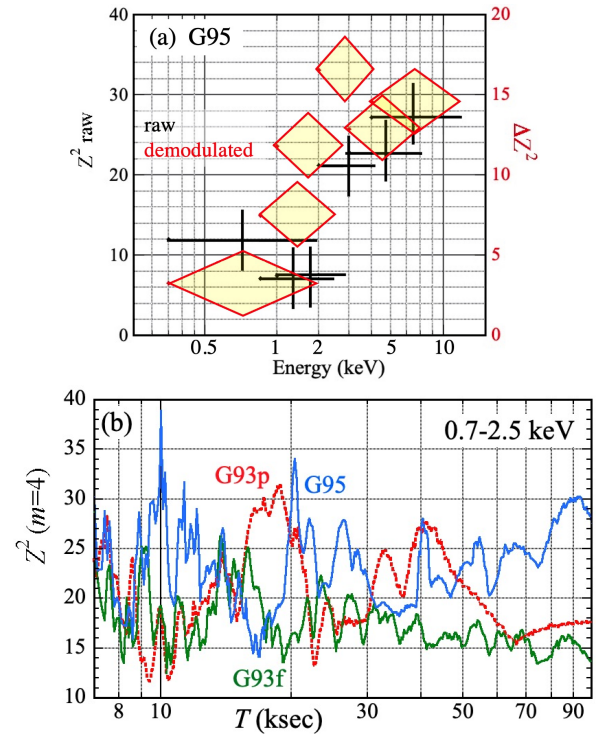 40
20
(a) G95
30
15
Z² raw
raw
demodulated
ΔZ²
20
10
10
5
0
0
0.5
1
2
5
10
Energy (keV)
40
(b)
0.7-2.5 keV
35
G93p
G95
30
Z² (m=4)
25
20
15
G93f
10
8
10
20
30
50
70
90
T (ksec)